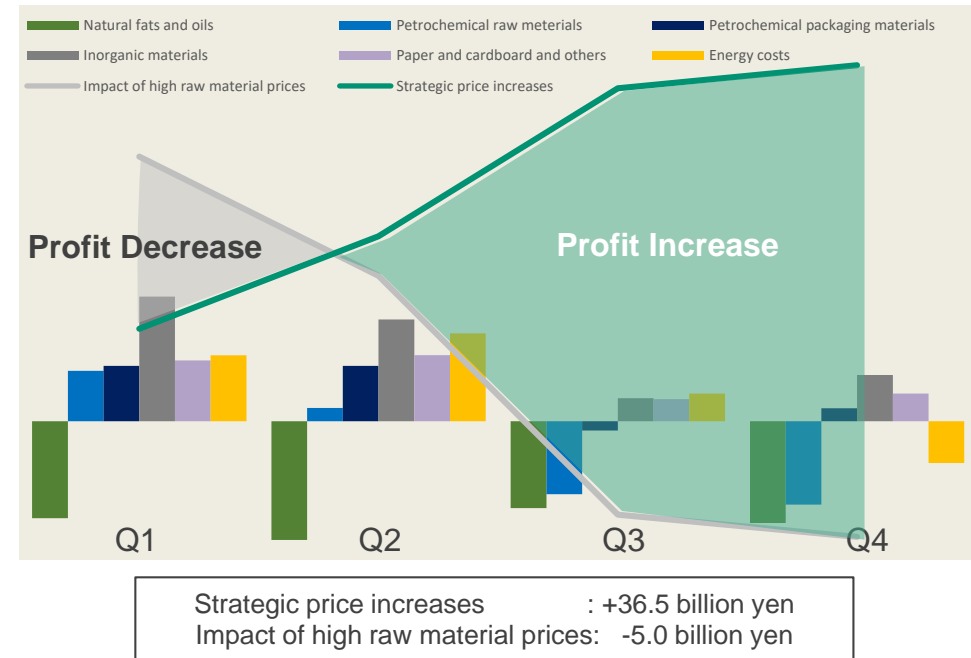 Natural fats and oils
Petrochemical raw meterials
Petrochemical packaging materials
Inorganic materials
Paper and cardboard and others
Energy costs
Impact of high raw material prices
Strategic price increases
Profit Decrease
Profit Increase
Q1
Q2
Q3
Q4
Strategic price increases : +36.5 billion yen
Impact of high raw material prices: -5.0 billion yen